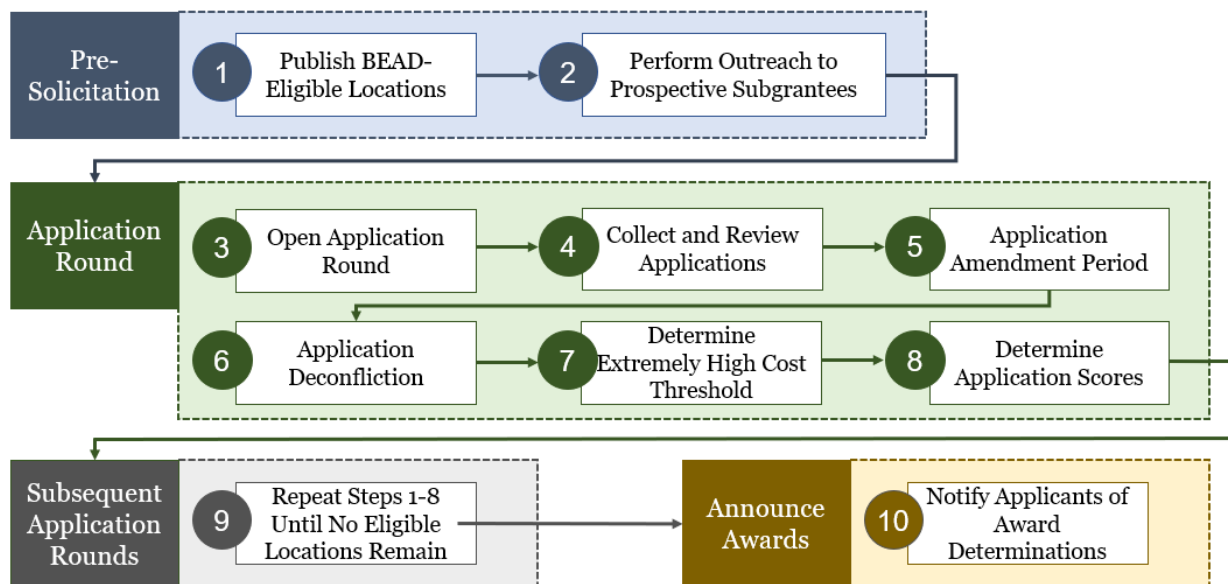 Pre-
Solicitation
1
Publish BEAD-
Eligible Locations
2
Perform Outreach to
Prospective Subgrantees
Application
Round
3
Open Application
Round
4
Collect and Review
Applications
5
Application
Amendment Period
6
Application
Deconfliction
7
Determine
Extremely High Cost
Threshold
8
Determine
Application Scores
Subsequent
Application
Rounds
9
Repeat Steps 1-8
Until No Eligible
Locations Remain
Announce
Awards
10
Notify Applicants of
Award
Determinations